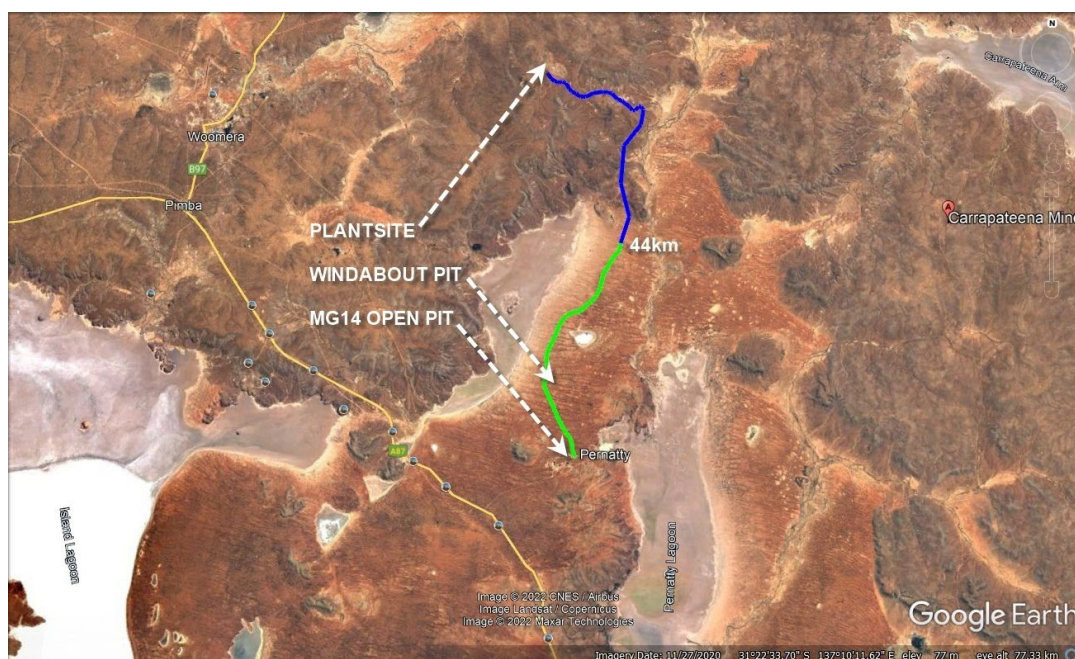 N
Carrapateena Arm
Woomera
B97
Pimba
A
Carrapateena Mine
PLANTSITE
44km
WINDABOUT PIT
MG14 OPEN PIT
A87
Pernatty
Island Lagoon
Pernatty Lagoon
Image © 2022 CNES / Airbus
Image Landsat / Copernicus
Image © 2022 Maxar Technologies
Google Earth
Imagery Date: 11/27/2020 31°22'33.70" S 137°10'11.62" E elev 77 m eye alt 77.33 km